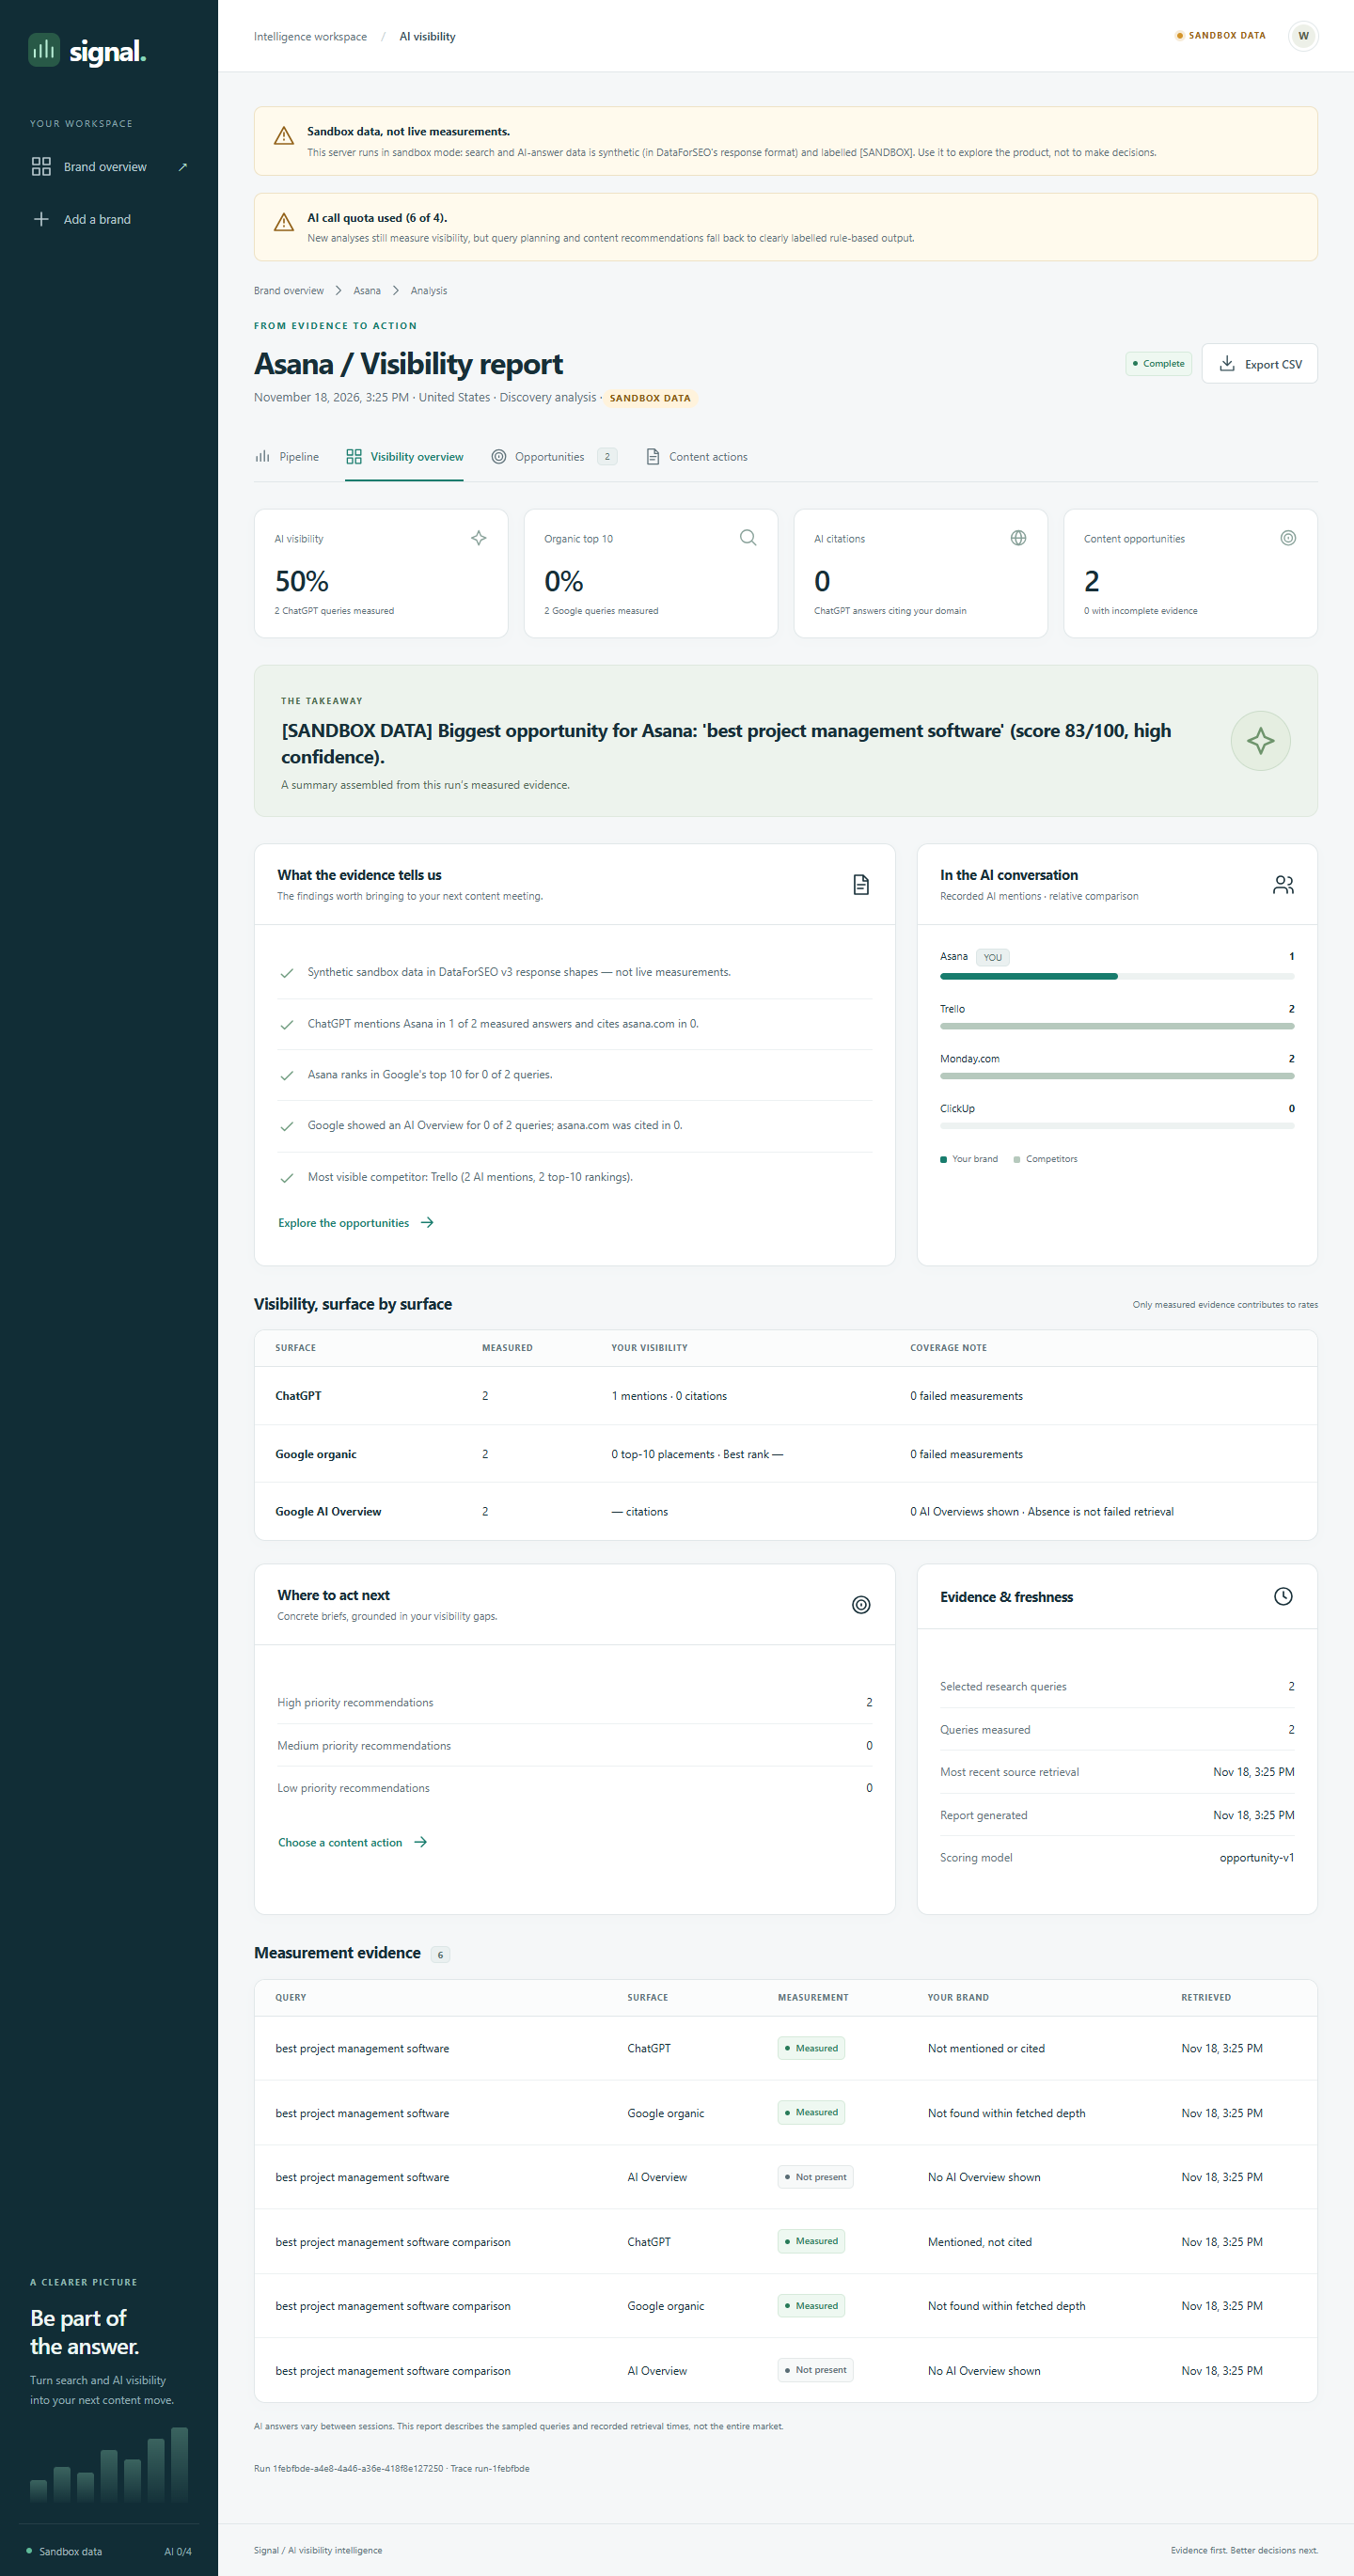 signal.
YOUR WORKSPACE
Brand overview ↗
Add a brand
Intelligence workspace / AI visibility
SANDBOX DATA
W
Sandbox data, not live measurements.
This server runs in sandbox mode: search and AI-answer data is synthetic (in DataForSEO's response format) and labelled [SANDBOX]. Use it to explore the product, not to make decisions.
AI call quota used (6 of 4).
New analyses still measure visibility, but query planning and content recommendations fall back to clearly labelled rule-based output.
Brand overview > Asana > Analysis
FROM EVIDENCE TO ACTION
Asana / Visibility report
Complete
Export CSV
November 18, 2026, 3:25 PM · United States · Discovery analysis · SANDBOX DATA
Pipeline
Visibility overview
Opportunities 2
Content actions
AI visibility
50%
2 ChatGPT queries measured
Organic top 10
0%
2 Google queries measured
AI citations
0
ChatGPT answers citing your domain
Content opportunities
2
0 with incomplete evidence
THE TAKEAWAY
[SANDBOX DATA] Biggest opportunity for Asana: 'best project management software' (score 83/100, high
confidence).
A summary assembled from this run's measured evidence.
What the evidence tells us
The findings worth bringing to your next content meeting.
Synthetic sandbox data in DataForSEO v3 response shapes — not live measurements.
ChatGPT mentions Asana in 1 of 2 measured answers and cites asana.com in 0.
Asana ranks in Google's top 10 for 0 of 2 queries.
Google showed an AI Overview for 0 of 2 queries; asana.com was cited in 0.
Most visible competitor: Trello (2 AI mentions, 2 top-10 rankings).
Explore the opportunities →
In the AI conversation
Recorded AI mentions · relative comparison
Asana YOU 1
Trello 2
Monday.com 2
ClickUp 0
Your brand Competitors
Visibility, surface by surface
Only measured evidence contributes to rates
SURFACE MEASURED YOUR VISIBILITY COVERAGE NOTE
ChatGPT 2 1 mentions · 0 citations 0 failed measurements
Google organic 2 0 top-10 placements · Best rank — 0 failed measurements
Google AI Overview 2 — citations 0 AI Overviews shown · Absence is not failed retrieval
Where to act next
Concrete briefs, grounded in your visibility gaps.
High priority recommendations 2
Medium priority recommendations 0
Low priority recommendations 0
Choose a content action →
Evidence & freshness
Selected research queries 2
Queries measured 2
Most recent source retrieval Nov 18, 3:25 PM
Report generated Nov 18, 3:25 PM
Scoring model opportunity-v1
Measurement evidence 6
QUERY SURFACE MEASUREMENT YOUR BRAND RETRIEVED
best project management software ChatGPT Measured Not mentioned or cited Nov 18, 3:25 PM
best project management software Google organic Measured Not found within fetched depth Nov 18, 3:25 PM
best project management software AI Overview Not present No AI Overview shown Nov 18, 3:25 PM
best project management software comparison ChatGPT Measured Mentioned, not cited Nov 18, 3:25 PM
best project management software comparison Google organic Measured Not found within fetched depth Nov 18, 3:25 PM
best project management software comparison AI Overview Not present No AI Overview shown Nov 18, 3:25 PM
AI answers vary between sessions. This report describes the sampled queries and recorded retrieval times, not the entire market.
Run 1febfbde-a4e8-4a46-a36e-418f8e127250 · Trace run-1febfbde
A CLEARER PICTURE
Be part of
the answer.
Turn search and AI visibility
into your next content move.
Sandbox data AI 0/4
Signal / AI visibility intelligence
Evidence first. Better decisions next.